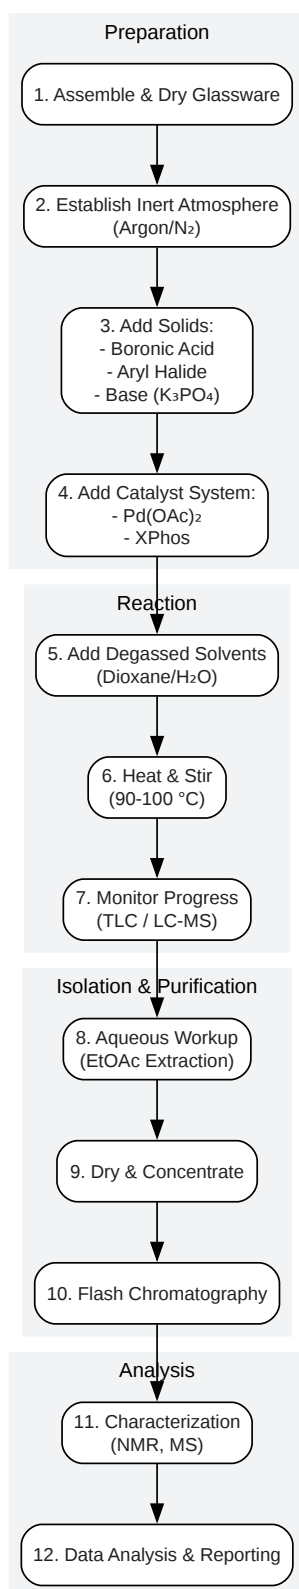 Preparation
1. Assemble & Dry Glassware
2. Establish Inert Atmosphere
(Argon/N₂)
3. Add Solids:
- Boronic Acid
- Aryl Halide
- Base (K₃PO₄)
4. Add Catalyst System:
- Pd(OAc)₂
- XPhos
Reaction
5. Add Degassed Solvents
(Dioxane/H₂O)
6. Heat & Stir
(90-100 °C)
7. Monitor Progress
(TLC / LC-MS)
Isolation & Purification
8. Aqueous Workup
(EtOAc Extraction)
9. Dry & Concentrate
10. Flash Chromatography
Analysis
11. Characterization
(NMR, MS)
12. Data Analysis & Reporting